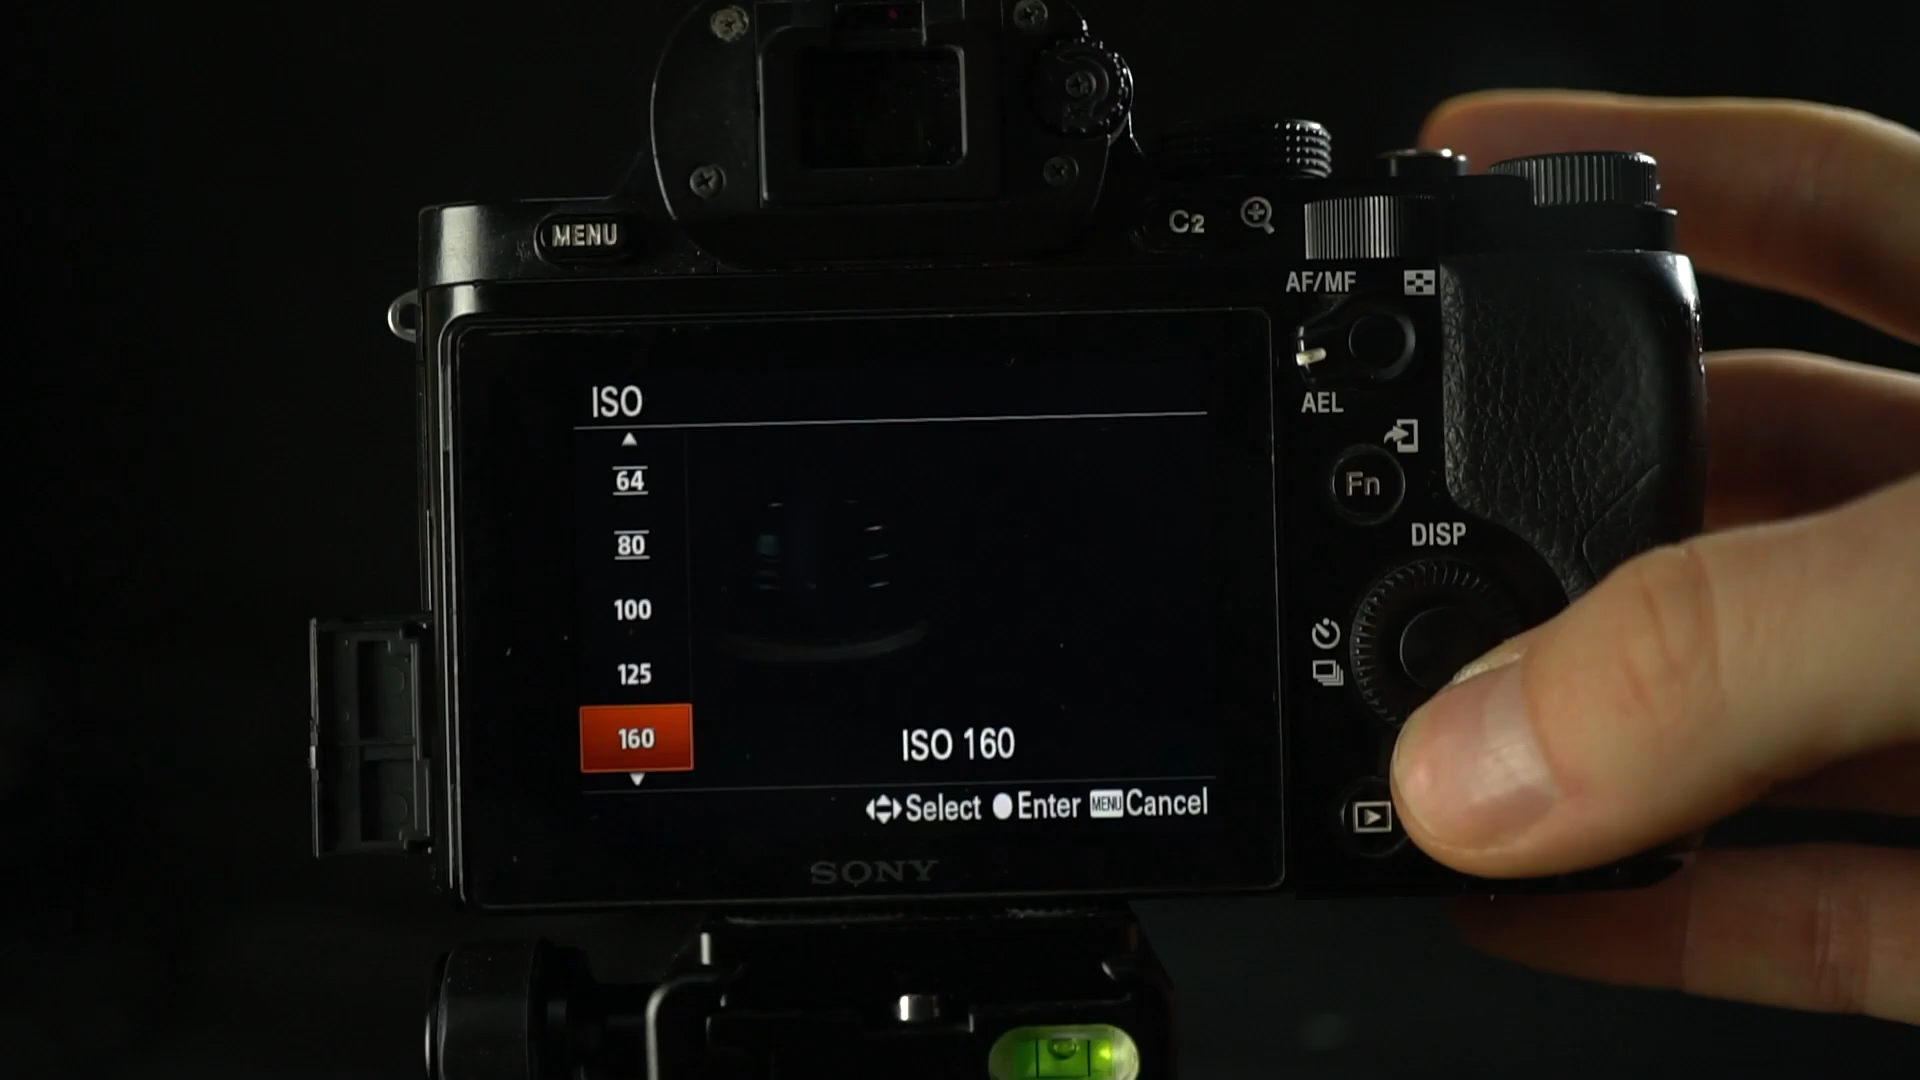 MENU
C2
AF/MF
AEL
Fn
DISP
ISO
64
80
100
125
160
ISO 160
Select Enter MENU Cancel
SONY